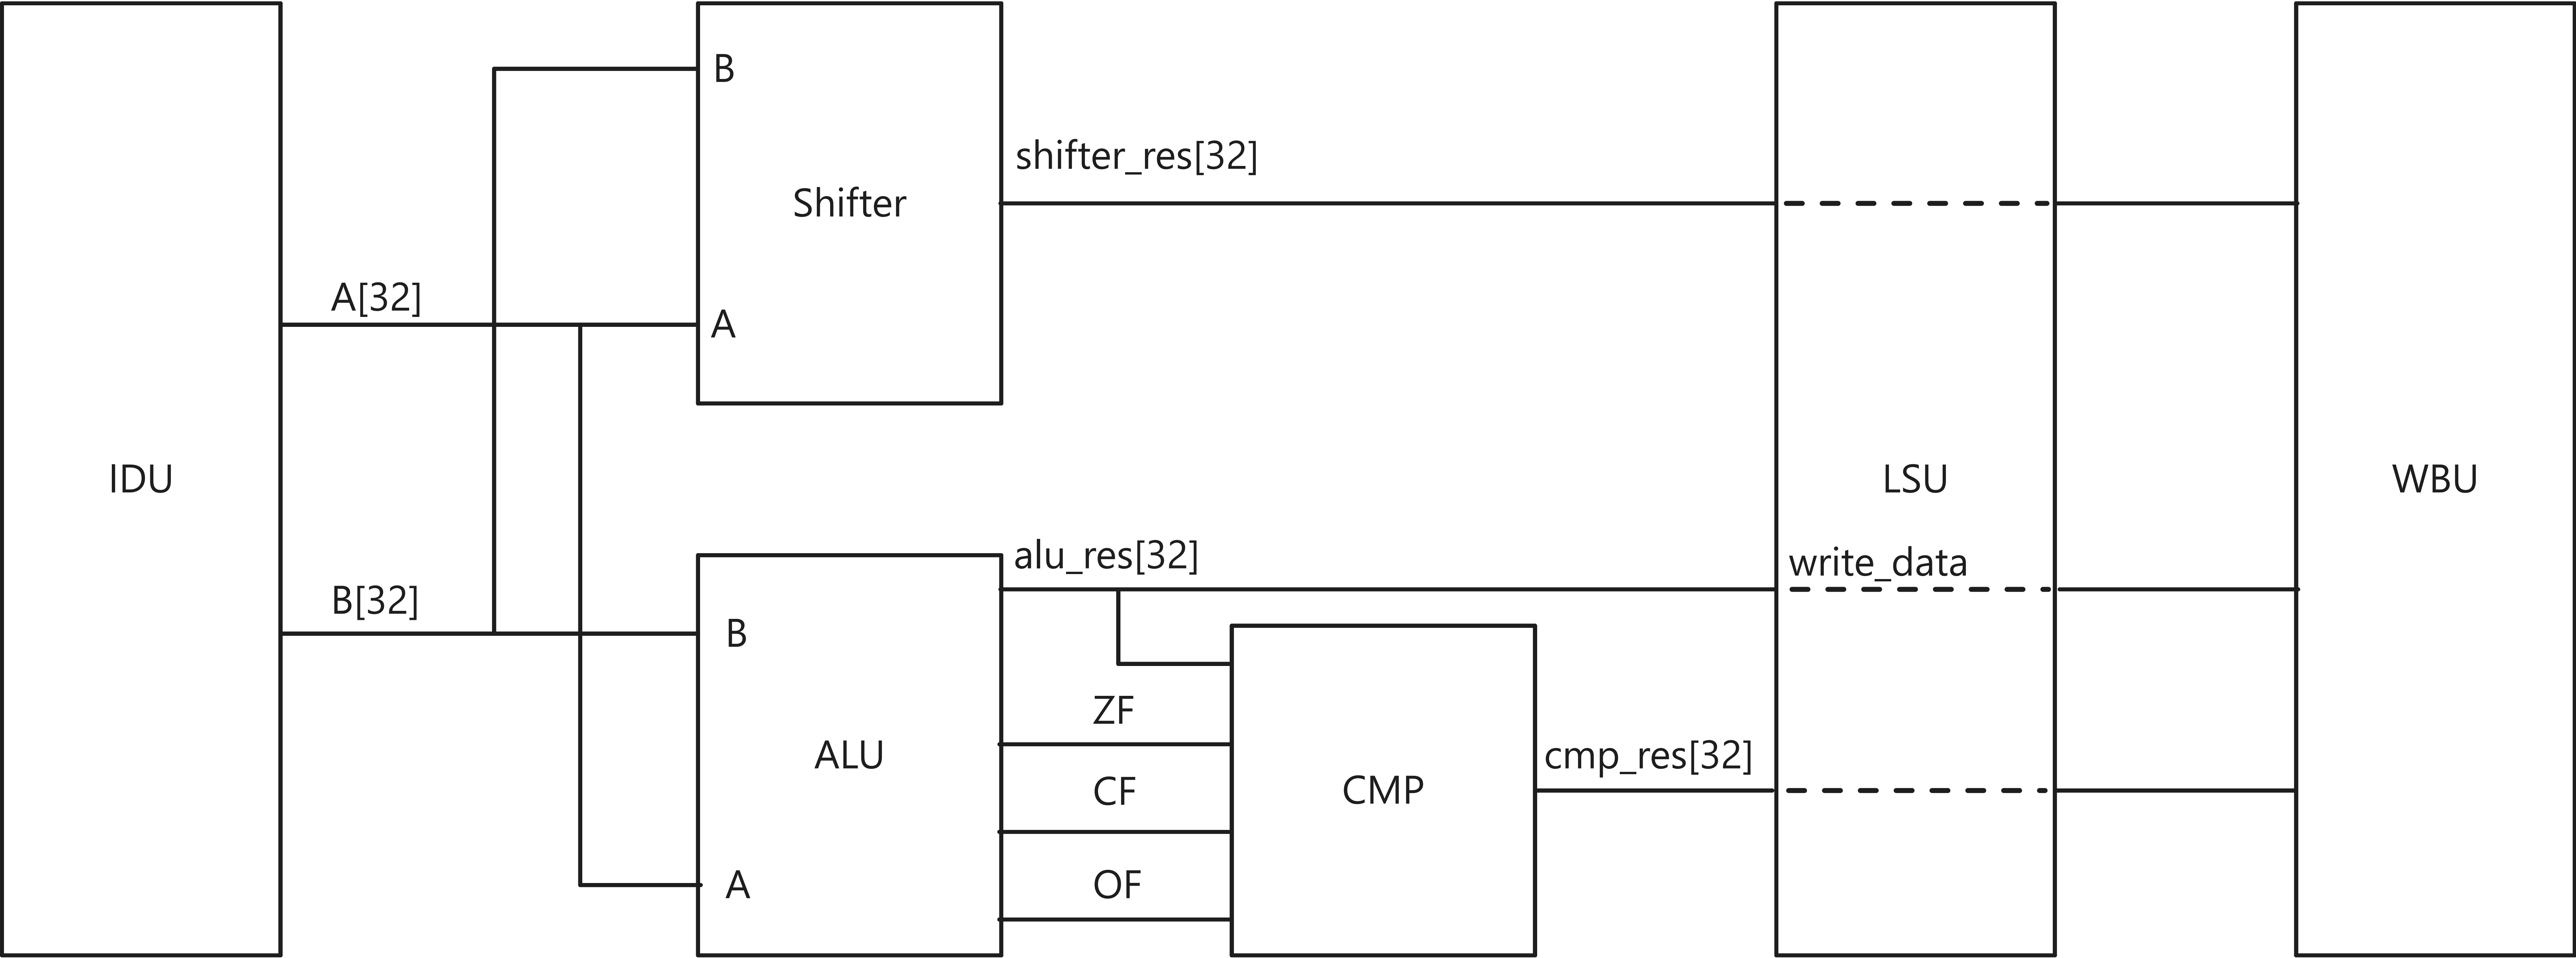 IDU
A[32]
B[32]
B
Shifter
A
shifter_res[32]
B
ALU
A
alu_res[32]
ZF
CF
OF
CMP
cmp_res[32]
LSU
write_data
WBU